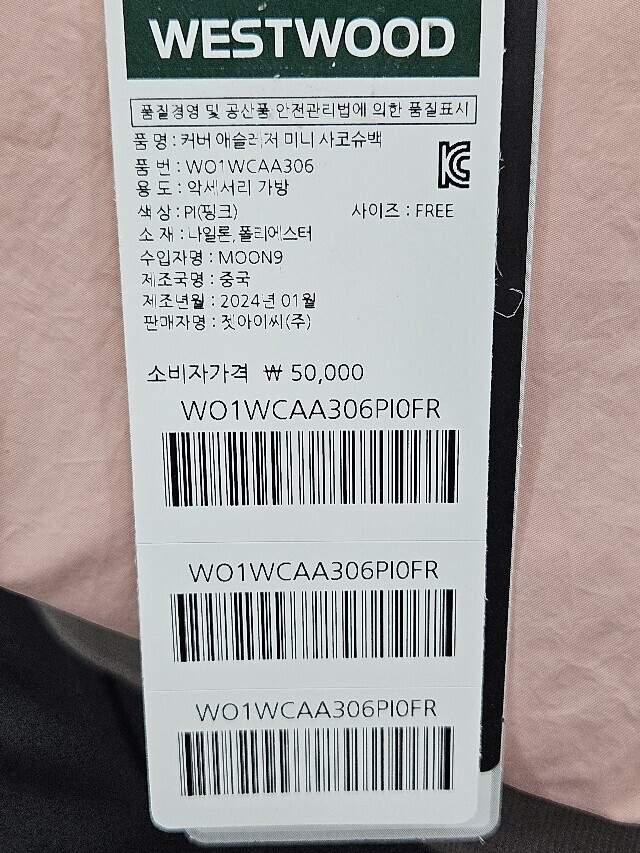 WESTWOOD
품질경영 및 공산품 안전관리법에 의한 품질표시
품 명 : 커버 애슬레저 미니 사코슈백
품 번 : WO1WCAA306
용 도 : 악세서리 가방
색 상 : PI(핑크) 사이즈 : FREE
소 재 : 나일론, 폴리에스터
수입자명 : MOON9
제조국명 : 중국
제조년월 : 2024년 01월
판매자명 : 젯아이씨(주)
소비자가격 ₩ 50,000
WO1WCAA306PI0FR
WO1WCAA306PI0FR
WO1WCAA306PI0FR